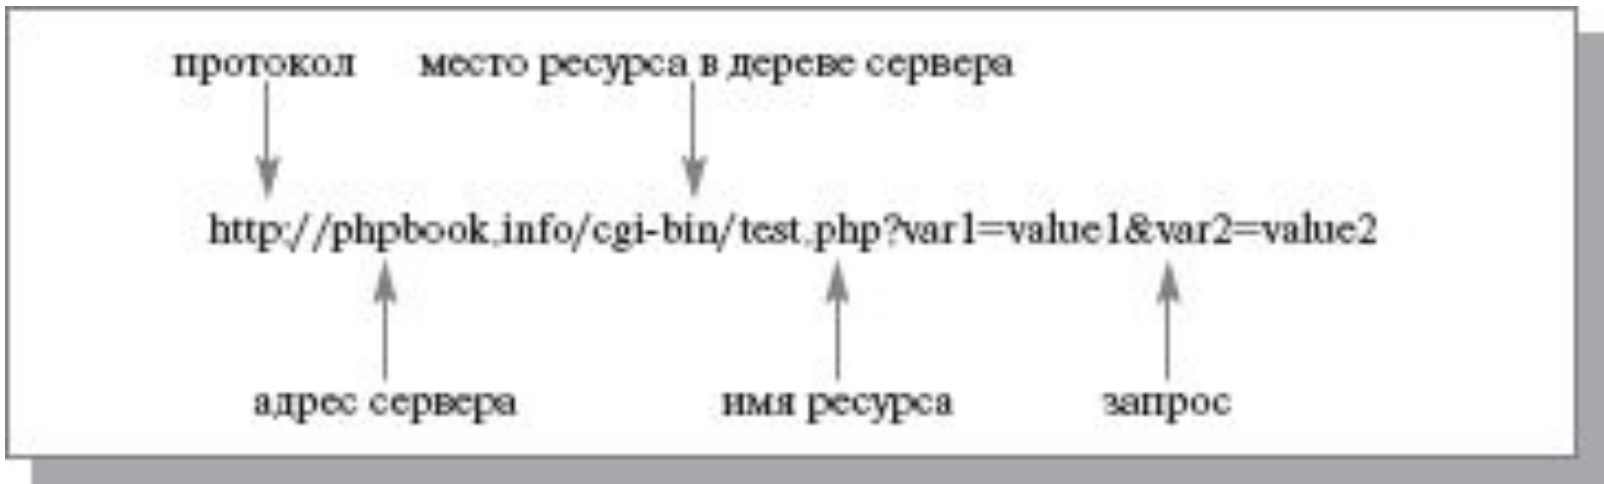 протокол место ресурса в дереве сервера
http://phpbook.info/cgi-bin/test.php?var1=value1&var2=value2
адрес сервера имя ресурса запрос